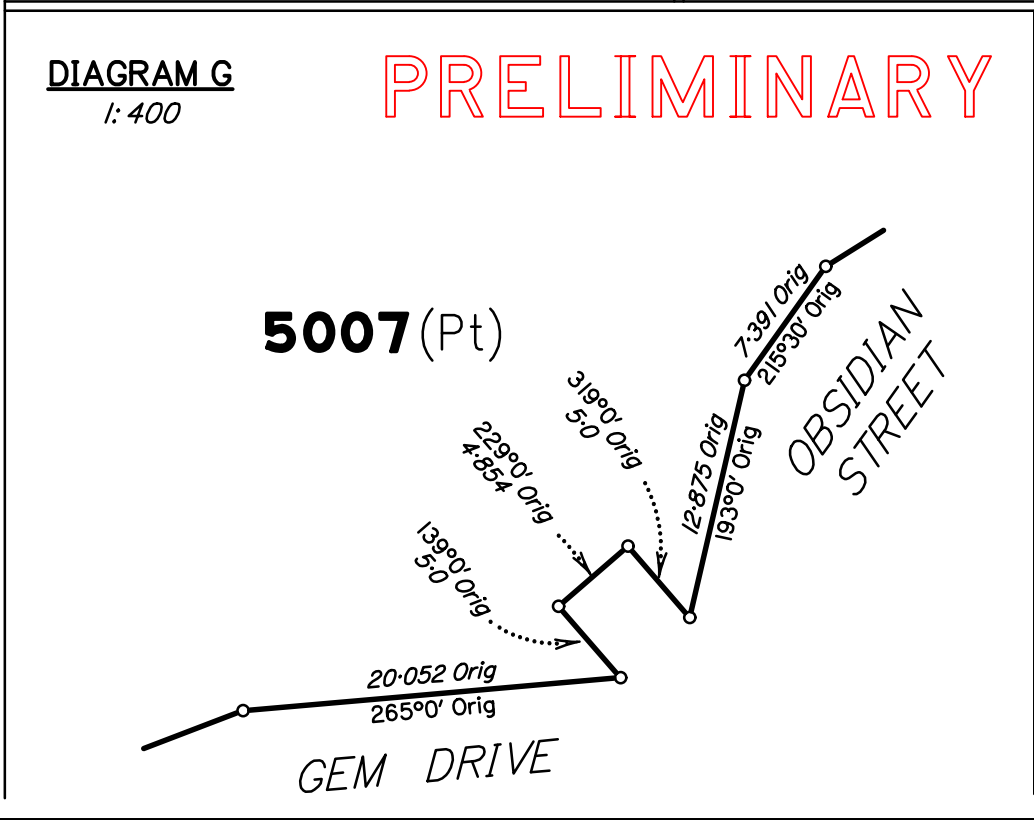 DIAGRAM G
1:400
PRELIMINARY
5007(Pt)
7·391 Orig
215°30' Orig
OBSIDIAN
STREET
319°0' Orig
5·0
229°0' Orig
4·854
12·875 Orig
193°0' Orig
139°0' Orig
5·0
20·052 Orig
265°0' Orig
GEM DRIVE